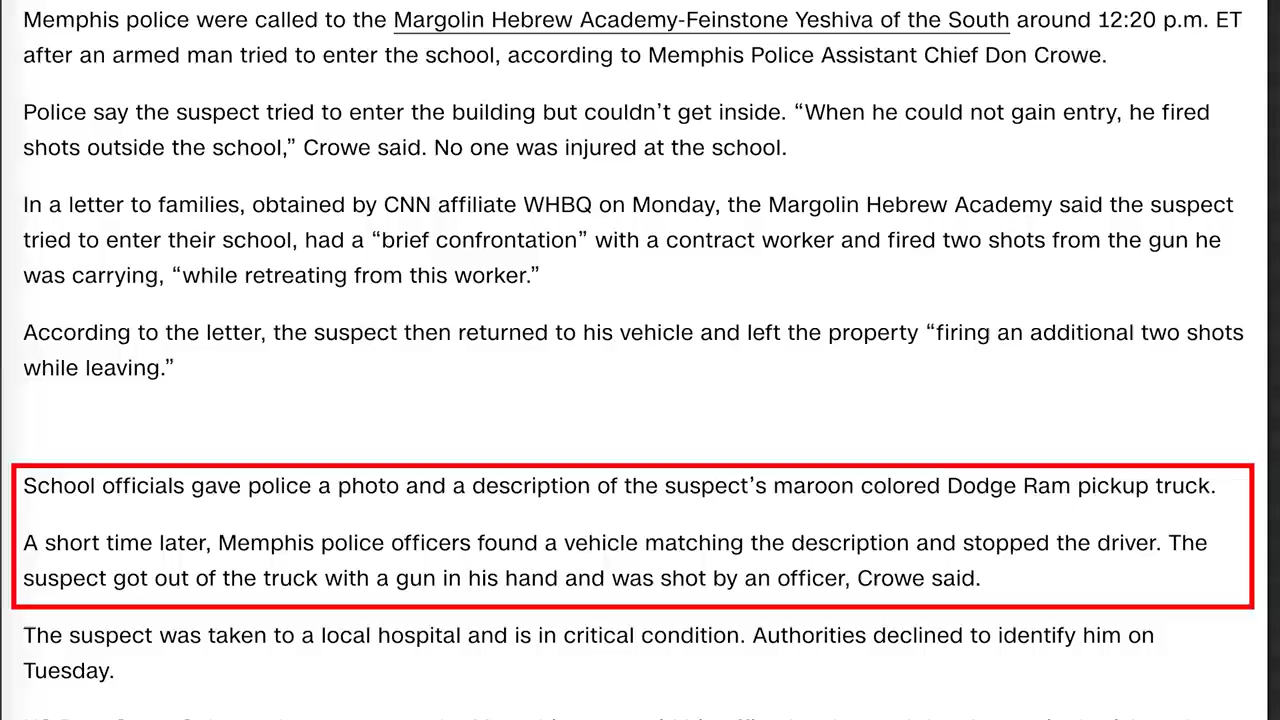 Memphis police were called to the Margolin Hebrew Academy-Feinstone Yeshiva of the South around 12:20 p.m. ET
after an armed man tried to enter the school, according to Memphis Police Assistant Chief Don Crowe.
Police say the suspect tried to enter the building but couldn’t get inside. “When he could not gain entry, he fired
shots outside the school,” Crowe said. No one was injured at the school.
In a letter to families, obtained by CNN affiliate WHBQ on Monday, the Margolin Hebrew Academy said the suspect
tried to enter their school, had a “brief confrontation” with a contract worker and fired two shots from the gun he
was carrying, “while retreating from this worker.”
According to the letter, the suspect then returned to his vehicle and left the property “firing an additional two shots
while leaving.”
School officials gave police a photo and a description of the suspect’s maroon colored Dodge Ram pickup truck.
A short time later, Memphis police officers found a vehicle matching the description and stopped the driver. The
suspect got out of the truck with a gun in his hand and was shot by an officer, Crowe said.
The suspect was taken to a local hospital and is in critical condition. Authorities declined to identify him on
Tuesday.